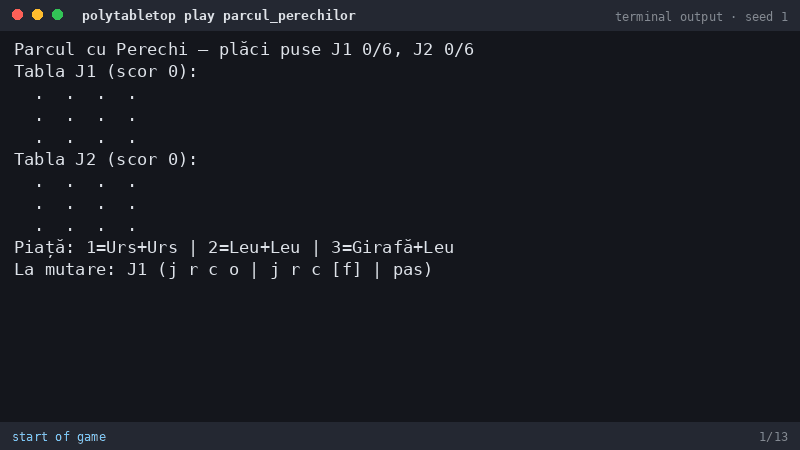 polytabletop play parcul_perechilor
terminal output · seed 1
Parcul cu Perechi — plăci puse J1 0/6, J2 0/6
Tabla J1 (scor 0):
. . . .
. . . .
. . . .
Tabla J2 (scor 0):
. . . .
. . . .
. . . .
Piață: 1=Urs+Urs | 2=Leu+Leu | 3=Girafă+Leu
La mutare: J1 (j r c o | j r c [f] | pas)
start of game
1/13